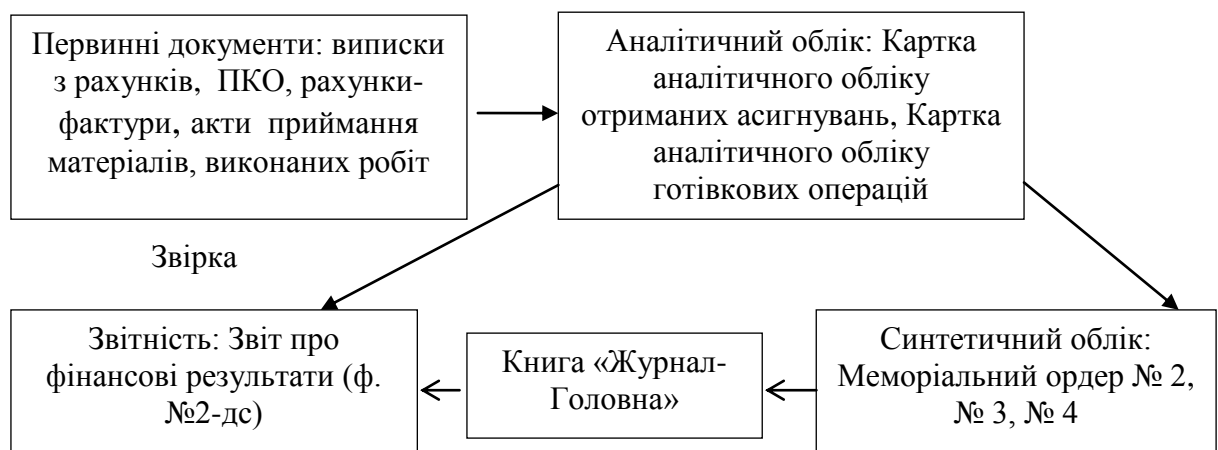 Первинні документи: виписки
з рахунків, ПКО, рахунки-
фактури, акти приймання
матеріалів, виконаних робіт
Аналітичний облік: Картка
аналітичного обліку
отриманих асигнувань, Картка
аналітичного обліку
готівкових операцій
Звірка
Звітність: Звіт про
фінансові результати (ф.
№2-дс)
Книга «Журнал-
Головна»
Синтетичний облік:
Меморіальний ордер № 2,
№ 3, № 4